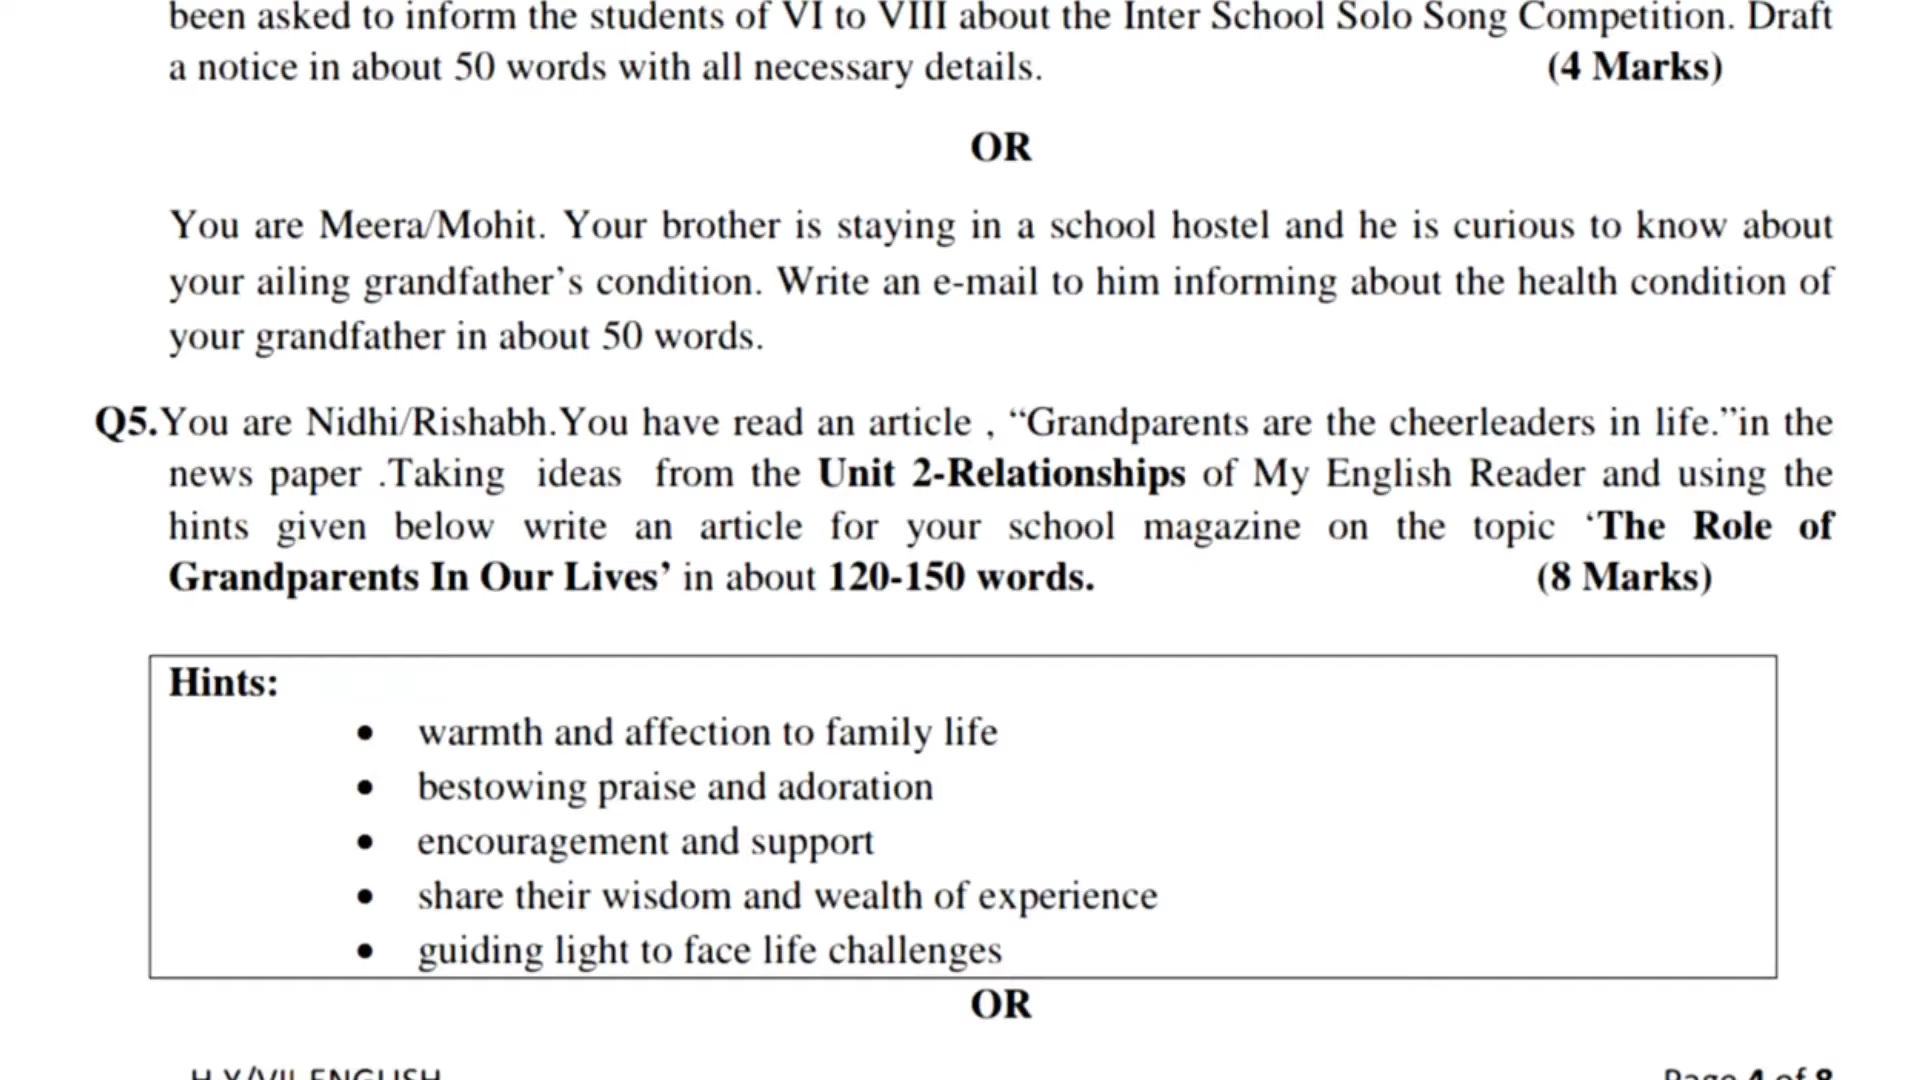 been asked to inform the students of VI to VIII about the Inter School Solo Song Competition. Draft
a notice in about 50 words with all necessary details. (4 Marks)
OR
You are Meera/Mohit. Your brother is staying in a school hostel and he is curious to know about
your ailing grandfather’s condition. Write an e-mail to him informing about the health condition of
your grandfather in about 50 words.
Q5.You are Nidhi/Rishabh.You have read an article , “Grandparents are the cheerleaders in life.”in the
news paper .Taking ideas from the Unit 2-Relationships of My English Reader and using the
hints given below write an article for your school magazine on the topic ‘The Role of
Grandparents In Our Lives’ in about 120-150 words. (8 Marks)
Hints:
• warmth and affection to family life
• bestowing praise and adoration
• encouragement and support
• share their wisdom and wealth of experience
• guiding light to face life challenges
OR
H.Y/VII-ENGLISH Page 4 of 8